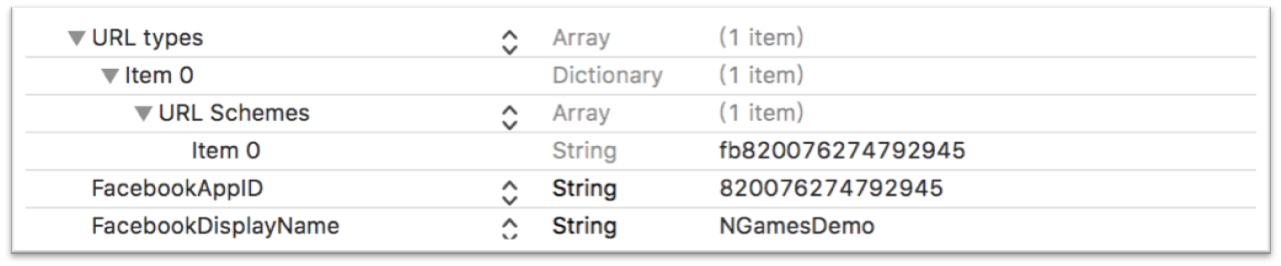 URL types Array (1 item)
Item 0 Dictionary (1 item)
URL Schemes Array (1 item)
Item 0 String fb820076274792945
FacebookAppID String 820076274792945
FacebookDisplayName String NGamesDemo